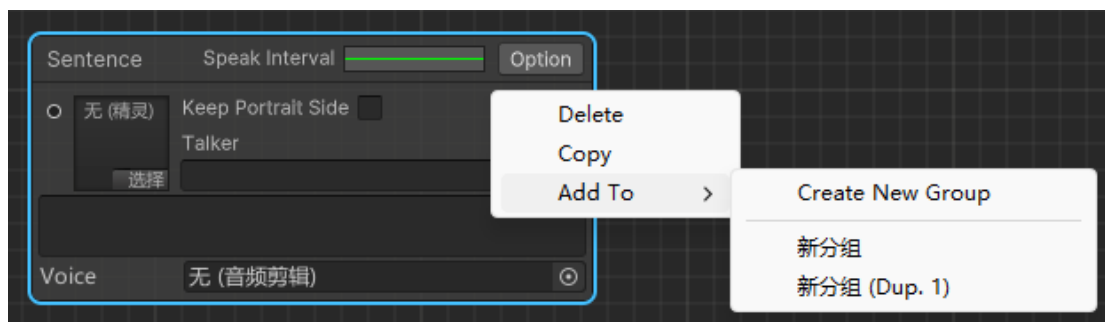 Sentence Speak Interval Option
无 (精灵) Keep Portrait Side
Talker
选择
Voice 无 (音频剪辑)
Delete
Copy
Add To
Create New Group
新分组
新分组 (Dup. 1)